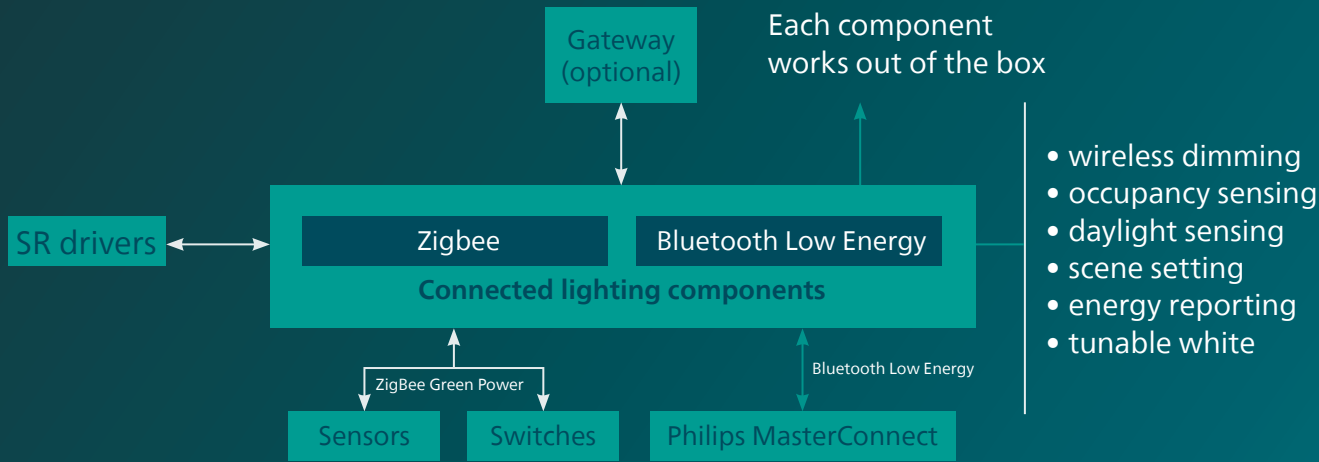 Gateway
(optional)
Each component
works out of the box
SR drivers
Zigbee
Bluetooth Low Energy
Connected lighting components
• wireless dimming
• occupancy sensing
• daylight sensing
• scene setting
• energy reporting
• tunable white
ZigBee Green Power
Bluetooth Low Energy
Sensors
Switches
Philips MasterConnect